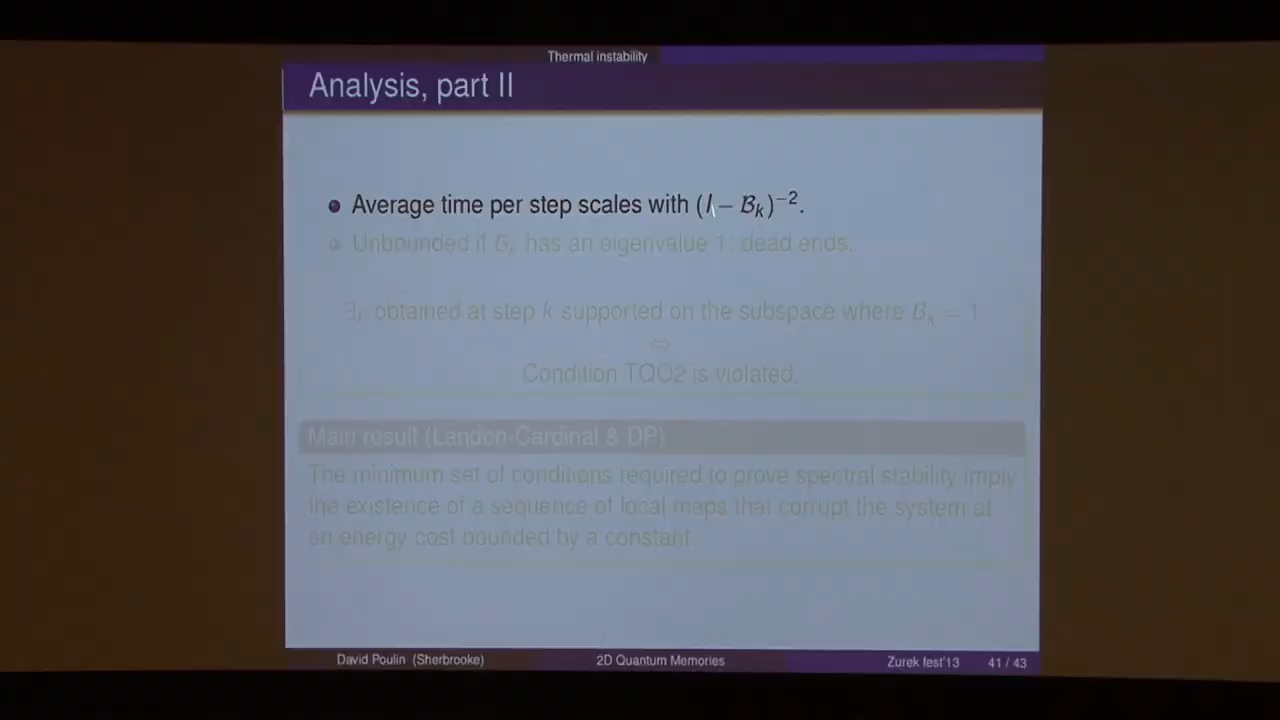 Thermal instability
Analysis, part II
Average time per step scales with (I − 𝓑ₖ)⁻².
Unbounded if 𝓑ₖ has an eigenvalue 1: dead ends.
∃ρ obtained at step k supported on the subspace where 𝓑ₖ = 1
⇔
Condition TQO2 is violated.
Main result (Landon-Cardinal & DP)
The minimum set of conditions required to prove spectral stability imply
the existence of a sequence of local maps that corrupt the system at
an energy cost bounded by a constant.
David Poulin (Sherbrooke) 2D Quantum Memories Zurek fest'13 41 / 43